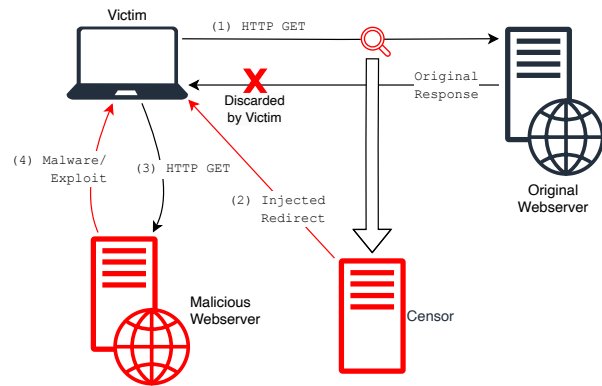 Victim
(1) HTTP GET
Original
Response
Discarded
by Victim
(4) Malware/
Exploit
(3) HTTP GET
(2) Injected
Redirect
Original
Webserver
Malicious
Webserver
Censor